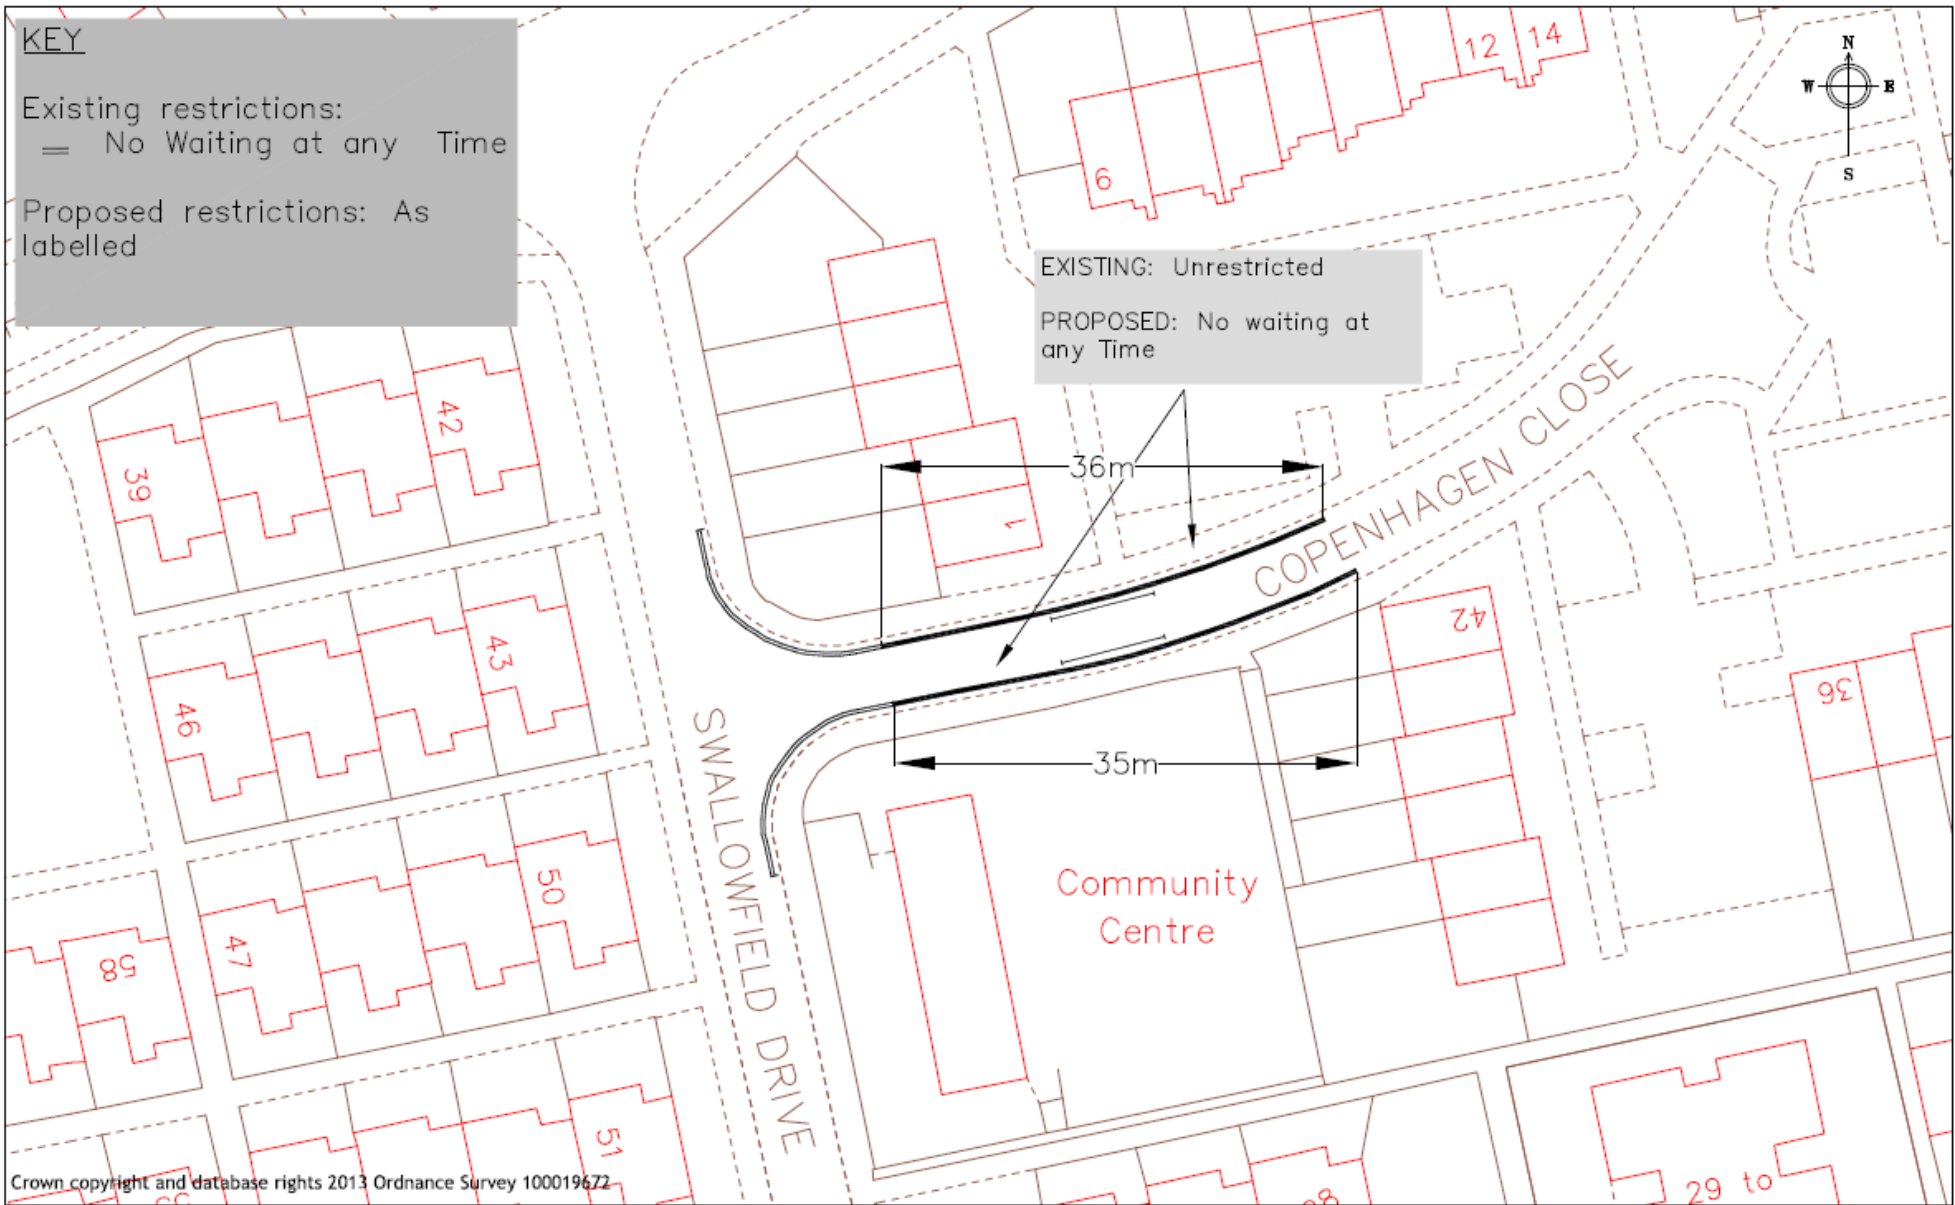 KEY
Existing restrictions:
No Waiting at any Time
Proposed restrictions: As
labelled
12
14
N
W
E
S
6
EXISTING: Unrestricted
PROPOSED: No waiting at
any Time
42
39
36m
1
COPENHAGEN CLOSE
42
43
46
36
SWALLOWFIELD DRIVE
35m
50
47
58
Community
Centre
51
29 to
Crown copyright and database rights 2013 Ordnance Survey 100019672